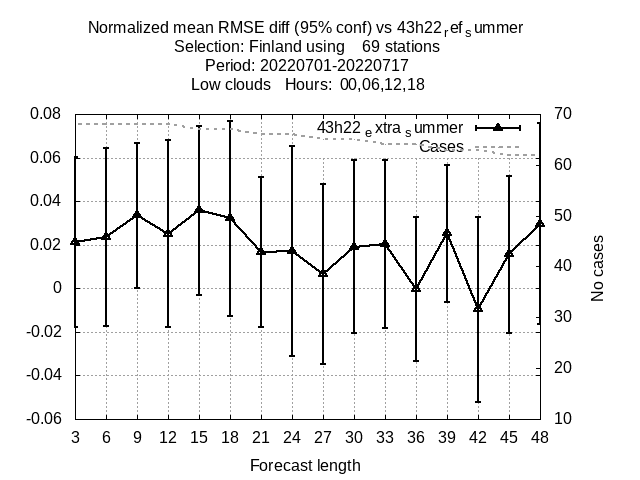 Normalized mean RMSE diff (95% conf) vs 43h22refsummer
Selection: Finland using 69 stations
Period: 20220701-20220717
Low clouds Hours: 00,06,12,18
43h22extrasummer
Cases
0.08
0.06
0.04
0.02
0
-0.02
-0.04
-0.06
70
60
50
40
30
20
10
No cases
3 6 9 12 15 18 21 24 27 30 33 36 39 42 45 48
Forecast length